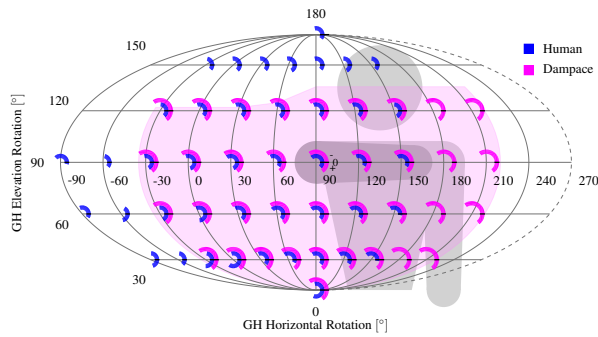 180
150
Human
Dampace
120
GH Elevation Rotation [°]
90
- 0 +
-90 -60 -30 0 30 60 90 120 150 180 210 240 270
60
30
0
GH Horizontal Rotation [°]